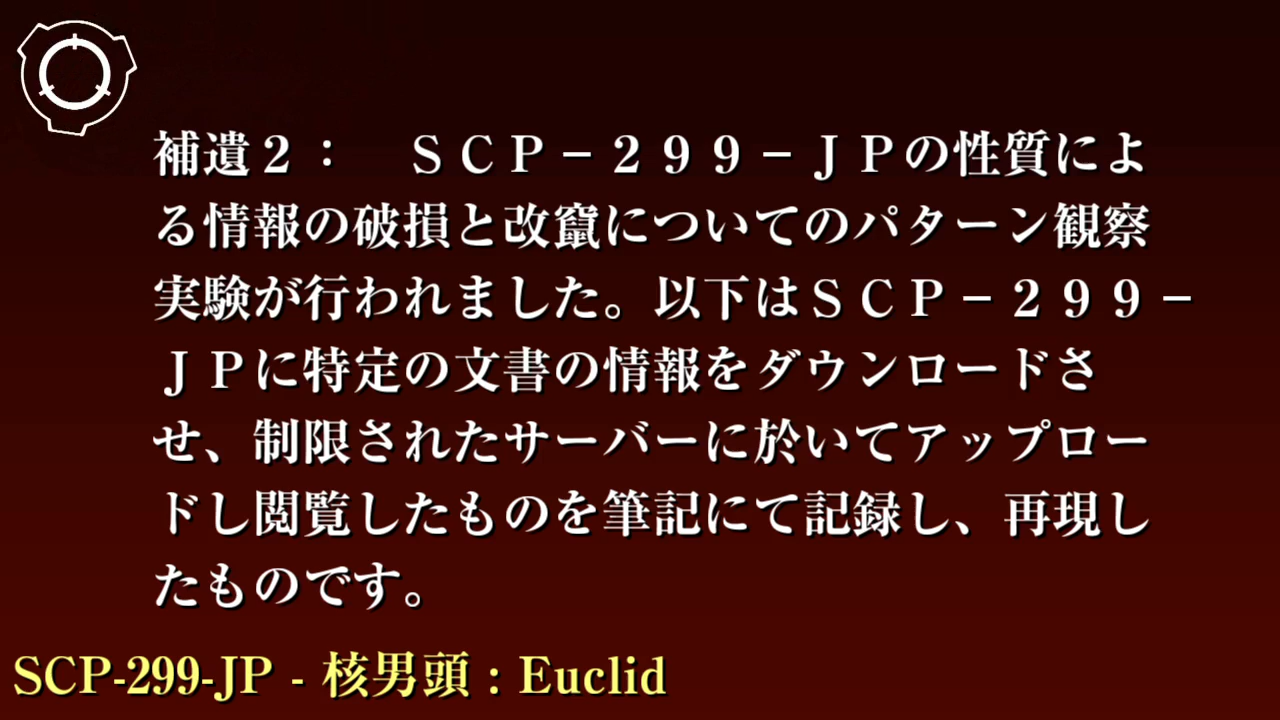 補遺２：　ＳＣＰ－２９９－ＪＰの性質によ
る情報の破損と改竄についてのパターン観察
実験が行われました。以下はＳＣＰ－２９９－
ＪＰに特定の文書の情報をダウンロードさ
せ、制限されたサーバーに於いてアップロー
ドし閲覧したものを筆記にて記録し、再現し
たものです。
SCP-299-JP - 核男頭 : Euclid